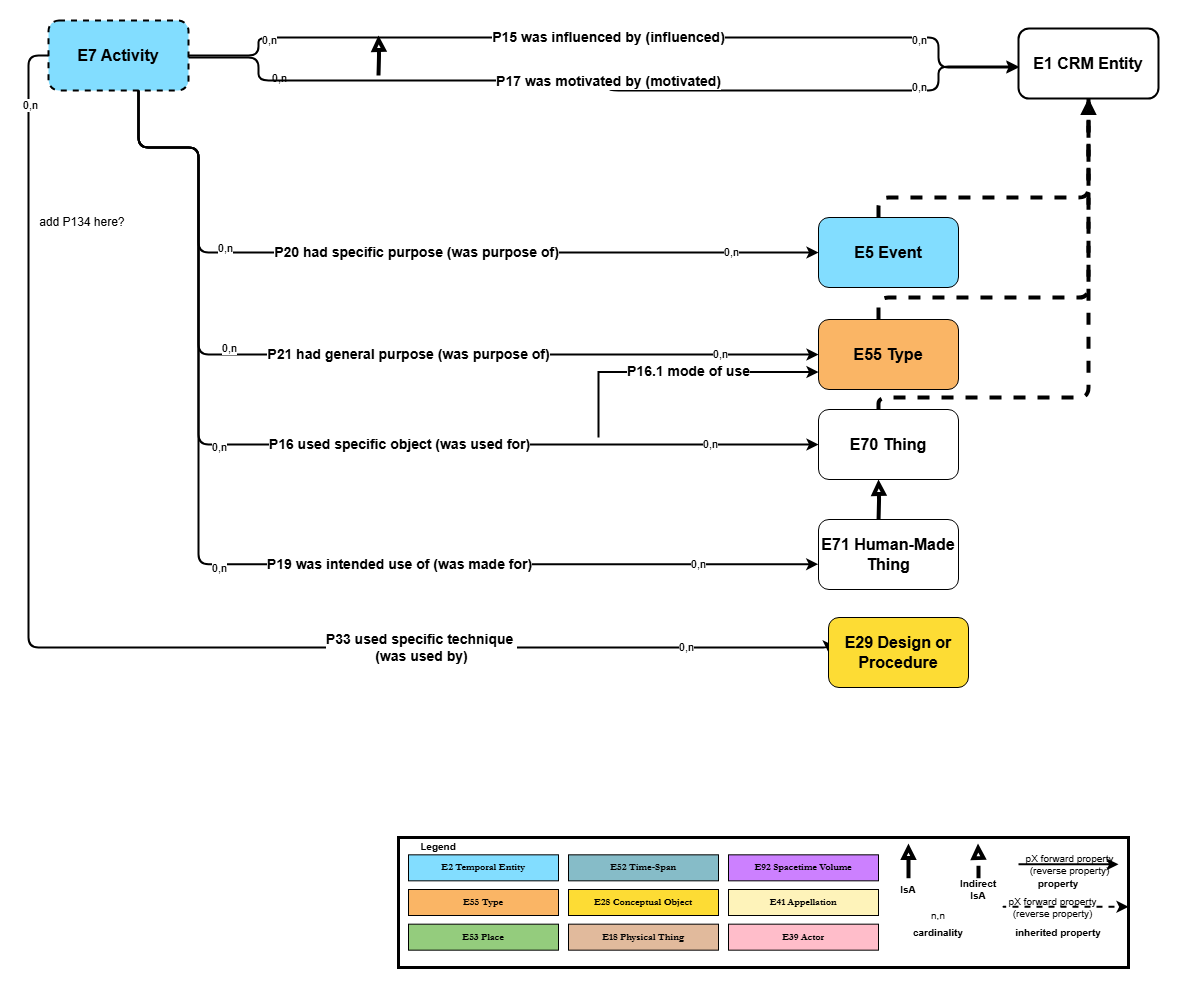 E7 Activity
0,n
P15 was influenced by (influenced)
0,n
E1 CRM Entity
0,n
P17 was motivated by (motivated)
0,n
0,n
add P134 here?
0,n
P20 had specific purpose (was purpose of)
0,n
E5 Event
0,n
P21 had general purpose (was purpose of)
0,n
E55 Type
P16.1 mode of use
0,n
P16 used specific object (was used for)
0,n
E70 Thing
0,n
P19 was intended use of (was made for)
0,n
E71 Human-Made
Thing
P33 used specific technique
(was used by)
0,n
E29 Design or
Procedure
Legend
E2 Temporal Entity
E52 Time-Span
E92 Spacetime Volume
E55 Type
E28 Conceptual Object
E41 Appellation
E53 Place
E18 Physical Thing
E39 Actor
IsA
Indirect
IsA
pX forward property
(reverse property)
property
n,n
cardinality
pX forward property
(reverse property)
inherited property